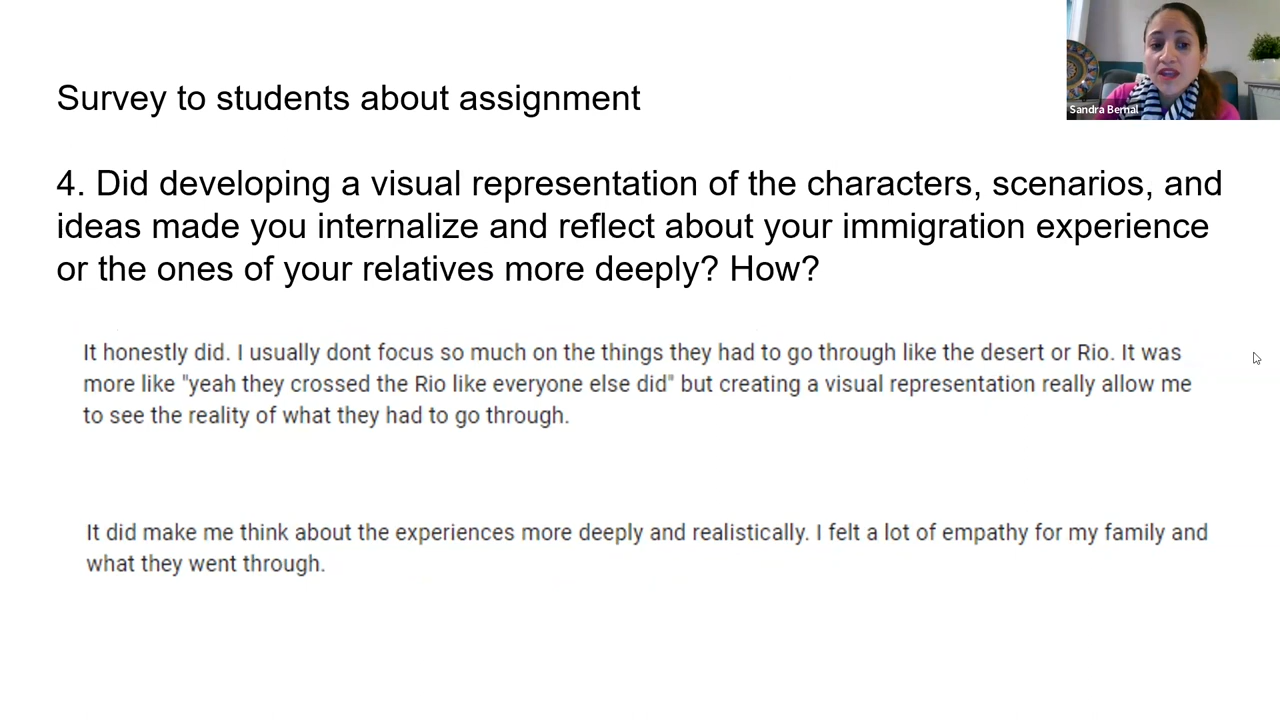 Sandra Bernal
Survey to students about assignment
4. Did developing a visual representation of the characters, scenarios, and
ideas made you internalize and reflect about your immigration experience
or the ones of your relatives more deeply? How?
It honestly did. I usually dont focus so much on the things they had to go through like the desert or Rio. It was
more like "yeah they crossed the Rio like everyone else did" but creating a visual representation really allow me
to see the reality of what they had to go through.
It did make me think about the experiences more deeply and realistically. I felt a lot of empathy for my family and
what they went through.